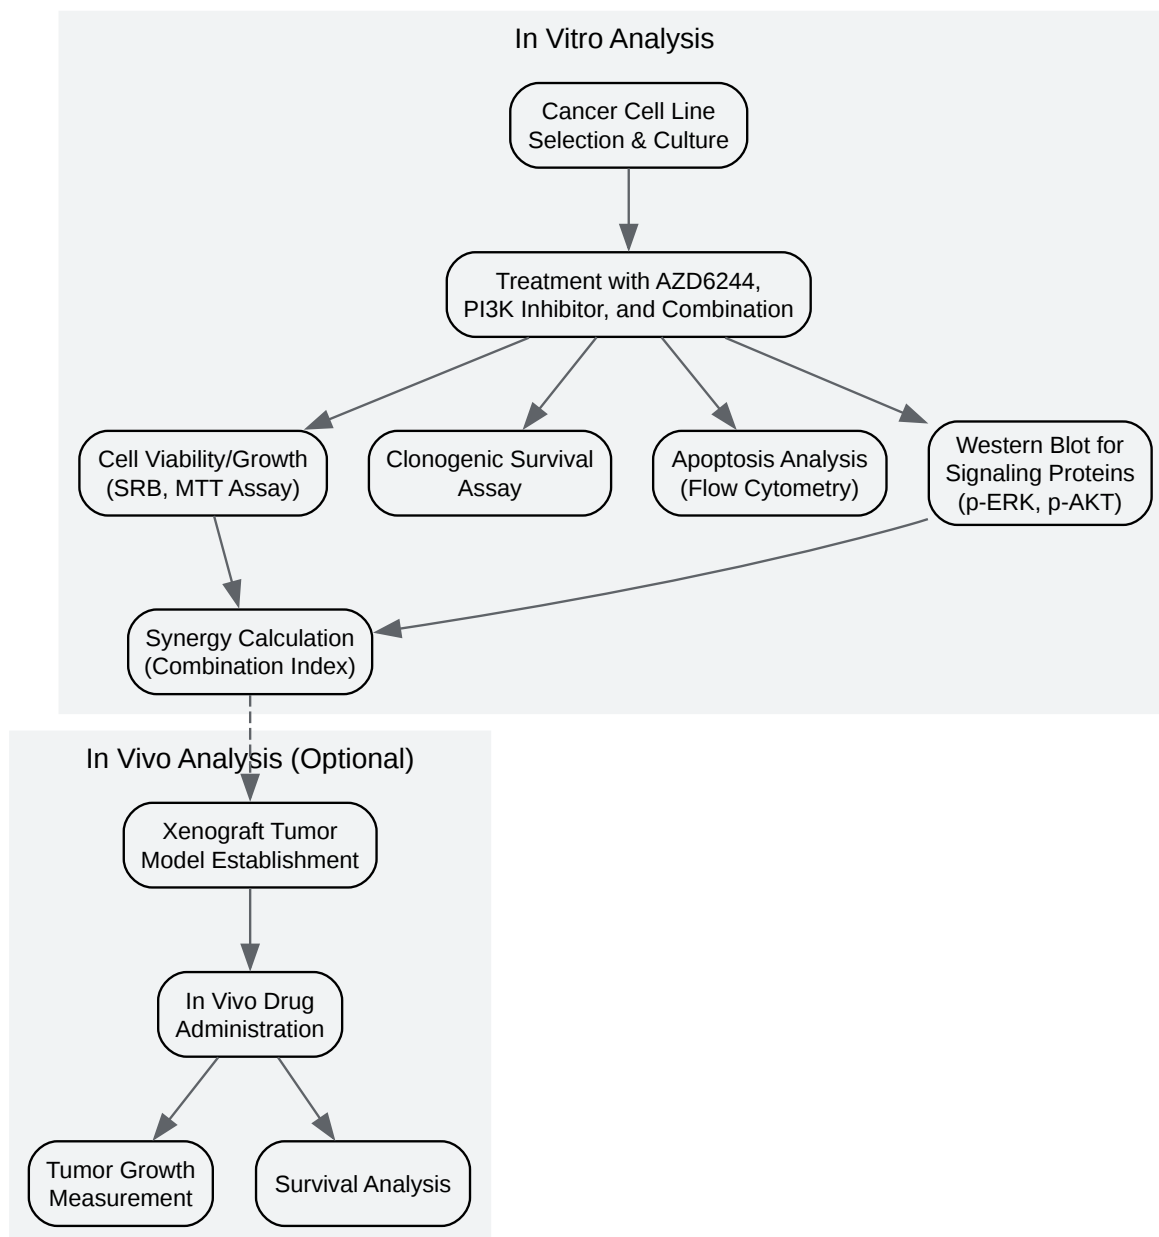 In Vitro Analysis
Cancer Cell Line
Selection & Culture
Treatment with AZD6244,
PI3K Inhibitor, and Combination
Cell Viability/Growth
(SRB, MTT Assay)
Clonogenic Survival
Assay
Apoptosis Analysis
(Flow Cytometry)
Western Blot for
Signaling Proteins
(p-ERK, p-AKT)
Synergy Calculation
(Combination Index)
In Vivo Analysis (Optional)
Xenograft Tumor
Model Establishment
In Vivo Drug
Administration
Tumor Growth
Measurement
Survival Analysis